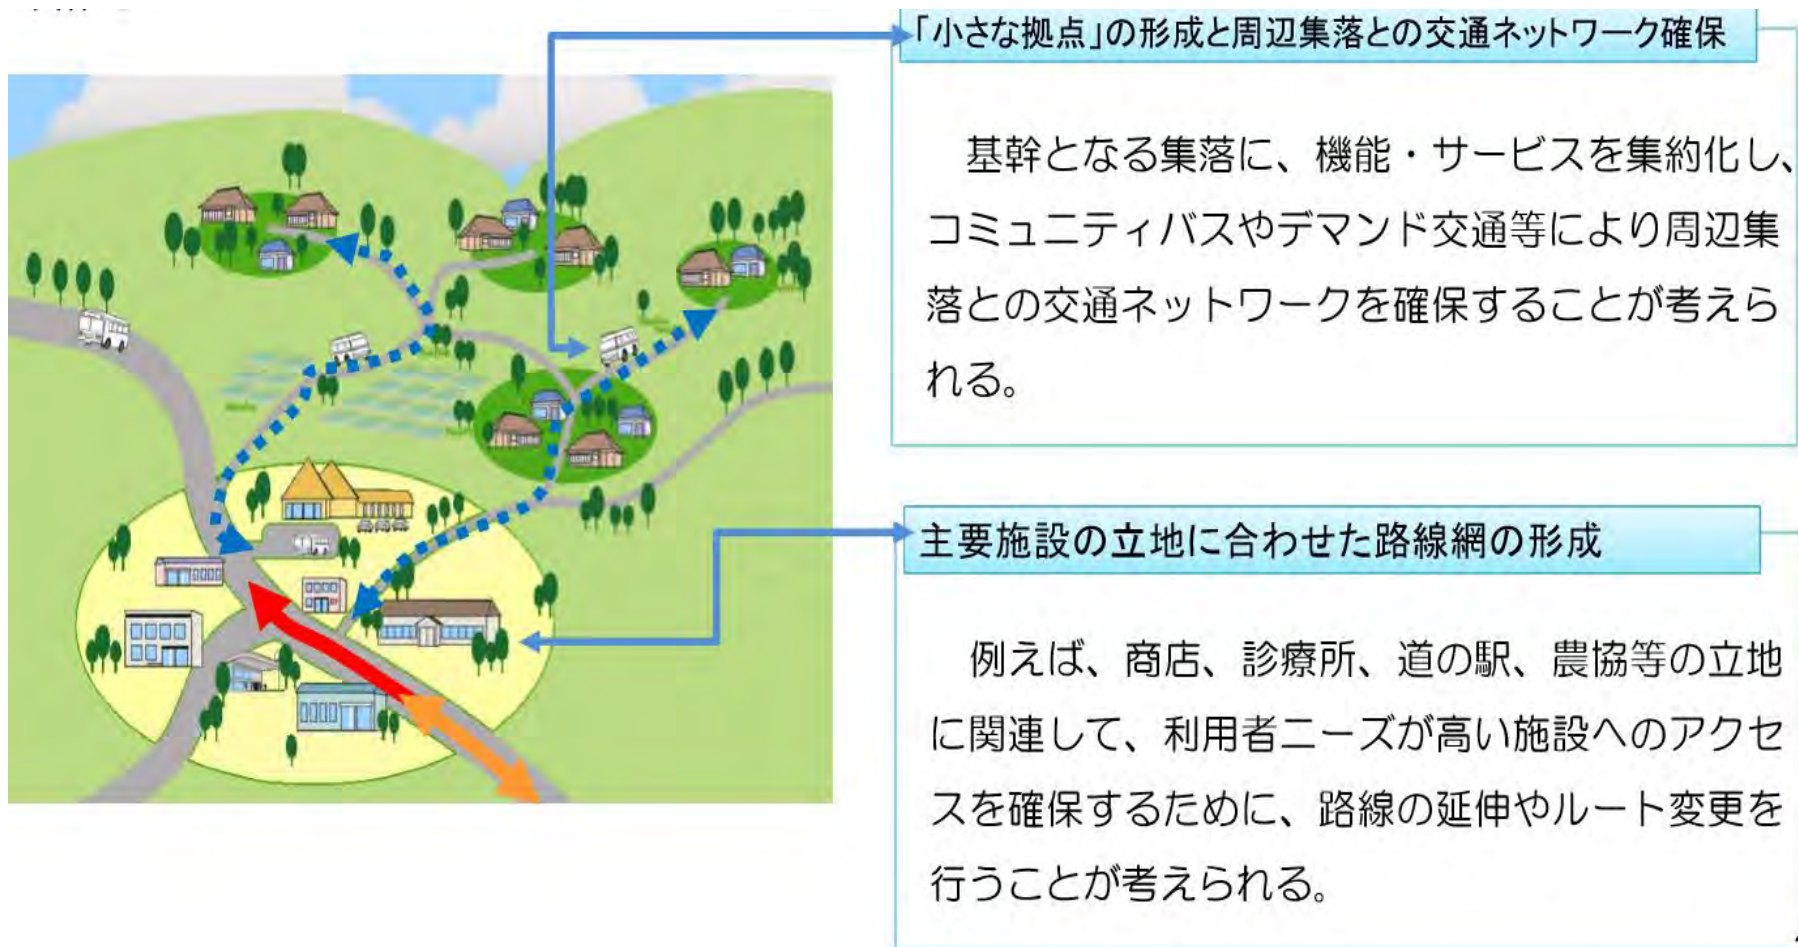 「小さな拠点」の形成と周辺集落との交通ネットワーク確保
基幹となる集落に、機能・サービスを集約化し、
コミュニティバスやデマンド交通等により周辺集
落との交通ネットワークを確保することが考えら
れる。
主要施設の立地に合わせた路線網の形成
例えば、商店、診療所、道の駅、農協等の立地
に関連して、利用者ニーズが高い施設へのアクセ
スを確保するために、路線の延伸やルート変更を
行うことが考えられる。